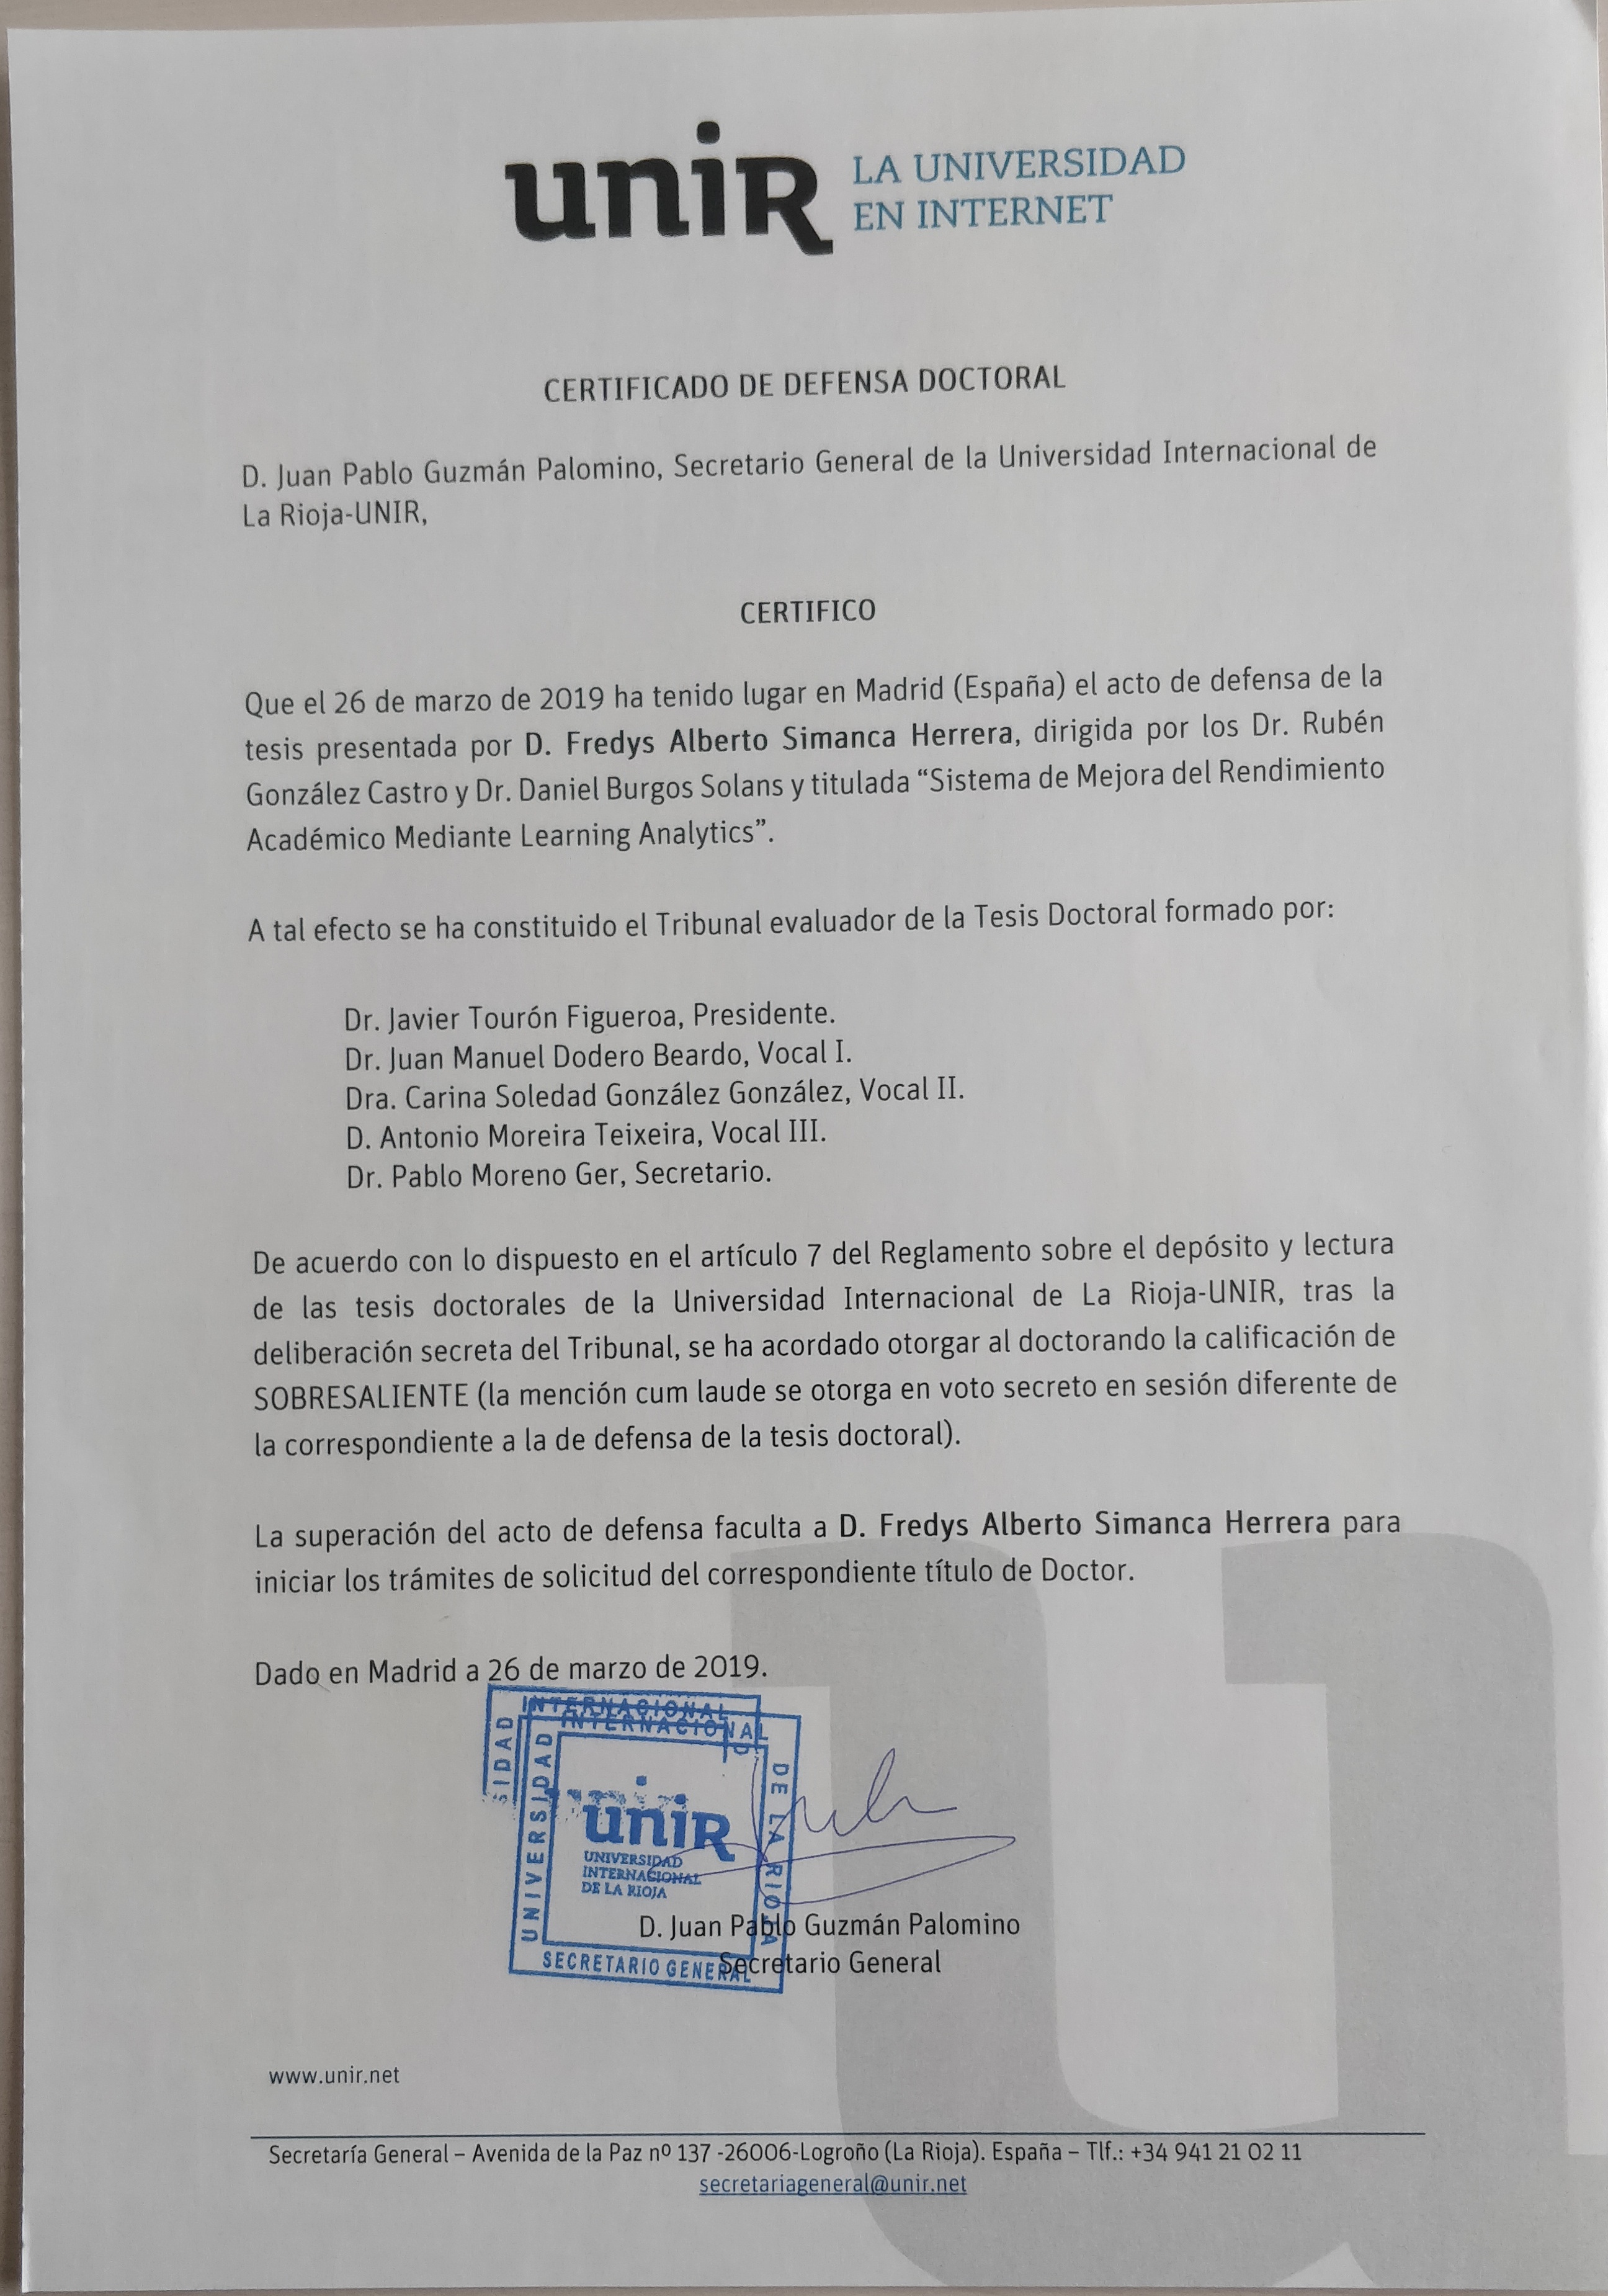 unir LA UNIVERSIDAD
EN INTERNET
CERTIFICADO DE DEFENSA DOCTORAL
D. Juan Pablo Guzmán Palomino, Secretario General de la Universidad Internacional de
La Rioja-UNIR,
CERTIFICO
Que el 26 de marzo de 2019 ha tenido lugar en Madrid (España) el acto de defensa de la
tesis presentada por D. Fredys Alberto Simanca Herrera, dirigida por los Dr. Rubén
González Castro y Dr. Daniel Burgos Solans y titulada “Sistema de Mejora del Rendimiento
Académico Mediante Learning Analytics”.
A tal efecto se ha constituido el Tribunal evaluador de la Tesis Doctoral formado por:
Dr. Javier Tourón Figueroa, Presidente.
Dr. Juan Manuel Dodero Beardo, Vocal I.
Dra. Carina Soledad González González, Vocal II.
D. Antonio Moreira Teixeira, Vocal III.
Dr. Pablo Moreno Ger, Secretario.
De acuerdo con lo dispuesto en el artículo 7 del Reglamento sobre el depósito y lectura
de las tesis doctorales de la Universidad Internacional de La Rioja-UNIR, tras la
deliberación secreta del Tribunal, se ha acordado otorgar al doctorando la calificación de
SOBRESALIENTE (la mención cum laude se otorga en voto secreto en sesión diferente de
la correspondiente a la de defensa de la tesis doctoral).
La superación del acto de defensa faculta a D. Fredys Alberto Simanca Herrera para
iniciar los trámites de solicitud del correspondiente título de Doctor.
Dado en Madrid a 26 de marzo de 2019.
INTERNACIONAL
INTERNACIONAL
SIDAD
UNIVERSIDAD
DE LA RIOJA
unir
UNIVERSIDAD
INTERNACIONAL
DE LA RIOJA
SECRETARIO GENERAL
D. Juan Pablo Guzmán Palomino
Secretario General
www.unir.net
Secretaría General – Avenida de la Paz nº 137 -26006-Logroño (La Rioja). España – Tlf.: +34 941 21 02 11
secretariageneral@unir.net